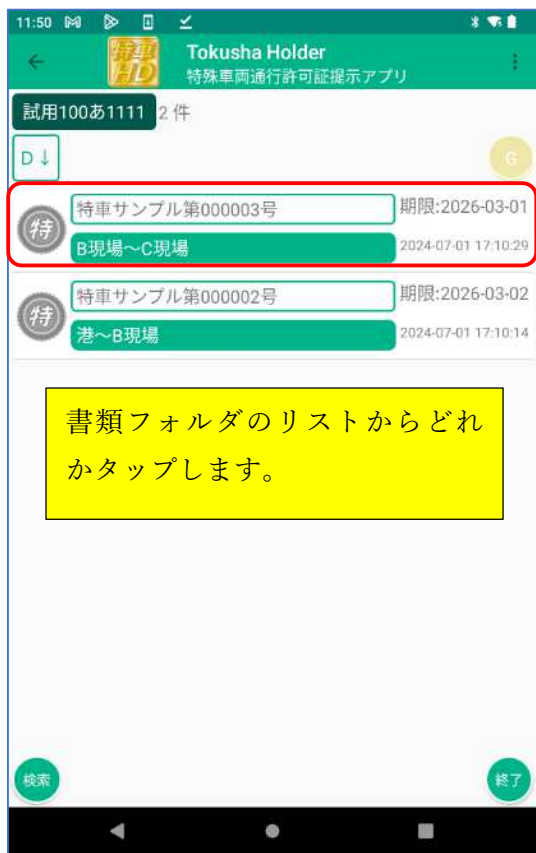 11:50
特車
HD
Tokusha Holder
特殊車両通行許可証提示アプリ
試用100あ1111 2 件
D↓
G
特車サンプル第000003号 期限:2026-03-01
特
B現場～C現場 2024-07-01 17:10:29
特車サンプル第000002号 期限:2026-03-02
特
港～B現場 2024-07-01 17:10:14
書類フォルダのリストからどれ
かタップします。
検索 終了